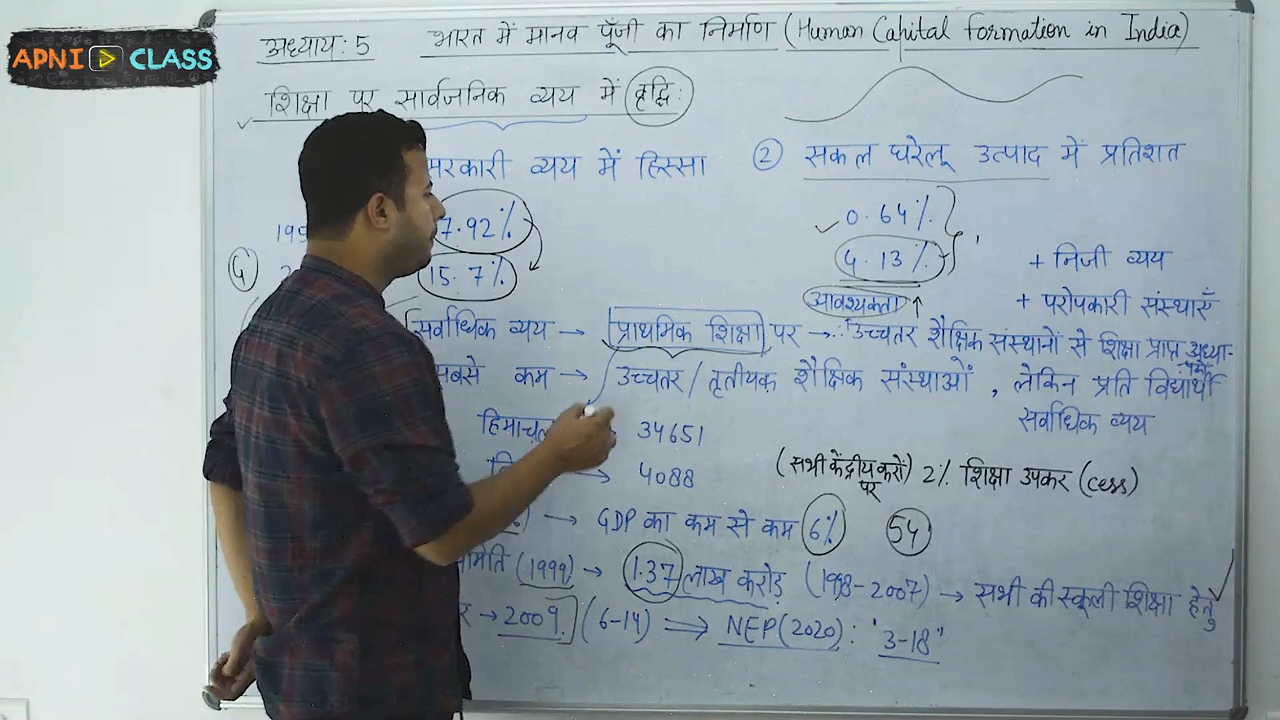 APNI CLASS
अध्याय: 5 भारत में मानव पूँजी का निर्माण (Human Capital Formation in India)
शिक्षा पर सार्वजनिक व्यय में वृद्धि:
सरकारी व्यय में हिस्सा ② सकल घरेलू उत्पाद में प्रतिशत
7.92% 0.64%
15.7% 4.13% + निजी व्यय
आवश्यकता ↑ + परोपकारी संस्थाएँ
सर्वाधिक व्यय → प्राथमिक शिक्षा पर → ∵ उच्चतर शैक्षिक संस्थानों से शिक्षा प्राप्त अध्या-
सबसे कम → उच्चतर / तृतीयक शैक्षिक संस्थाओं , लेकिन प्रति विद्यार्थी
सर्वाधिक व्यय
34651
4088 (सभी केंद्रीय करों पर) 2% शिक्षा उपकर (cess)
→ GDP का कम से कम 6% 54
(1999) → 1.37 लाख करोड़ (1998-2007) → सभी की स्कूली शिक्षा हेतु
→ 2009 (6-14) ⇒ NEP(2020): "3-18"